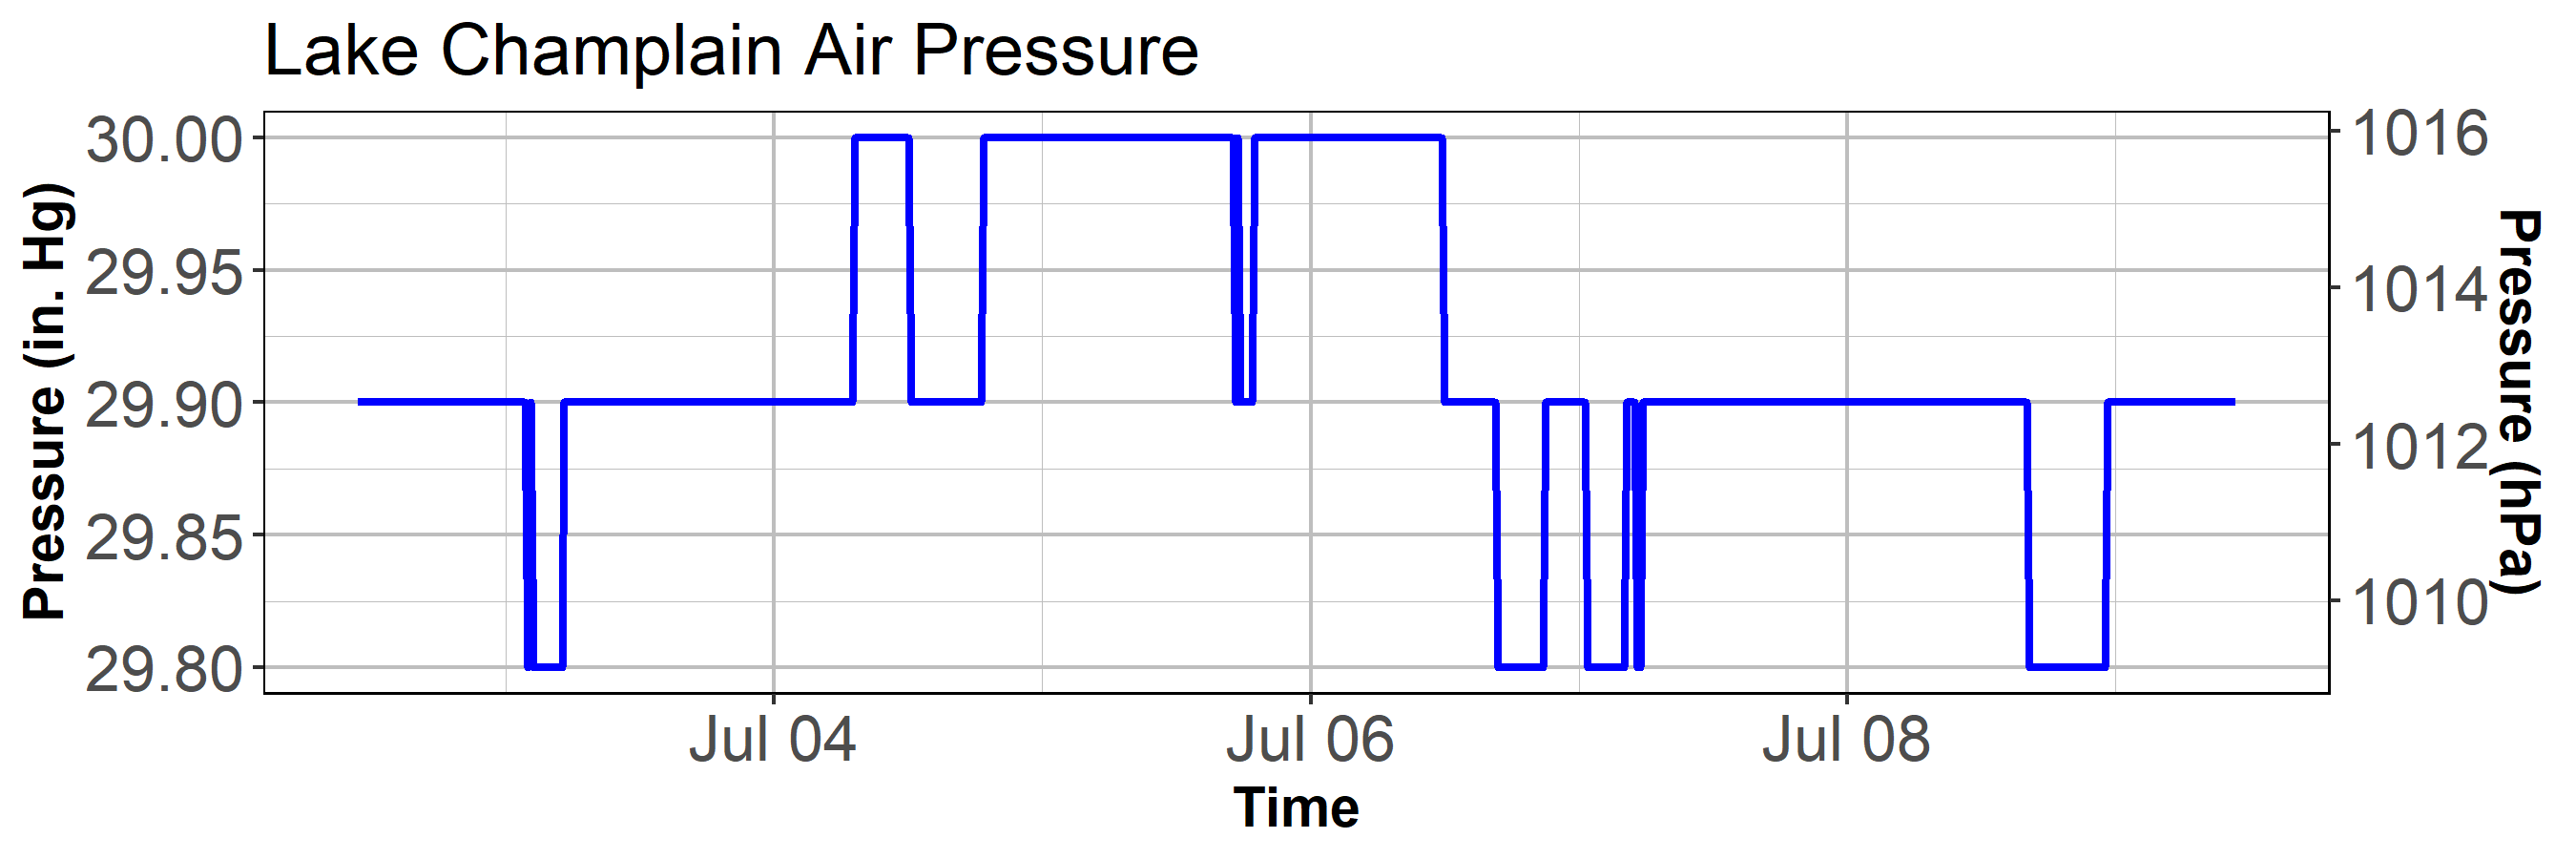 Lake Champlain Air Pressure
Pressure (in. Hg)
30.00
29.95
29.90
29.85
29.80
1016
1014
1012
1010
Pressure (hPa)
Jul 04 Jul 06 Jul 08
Time